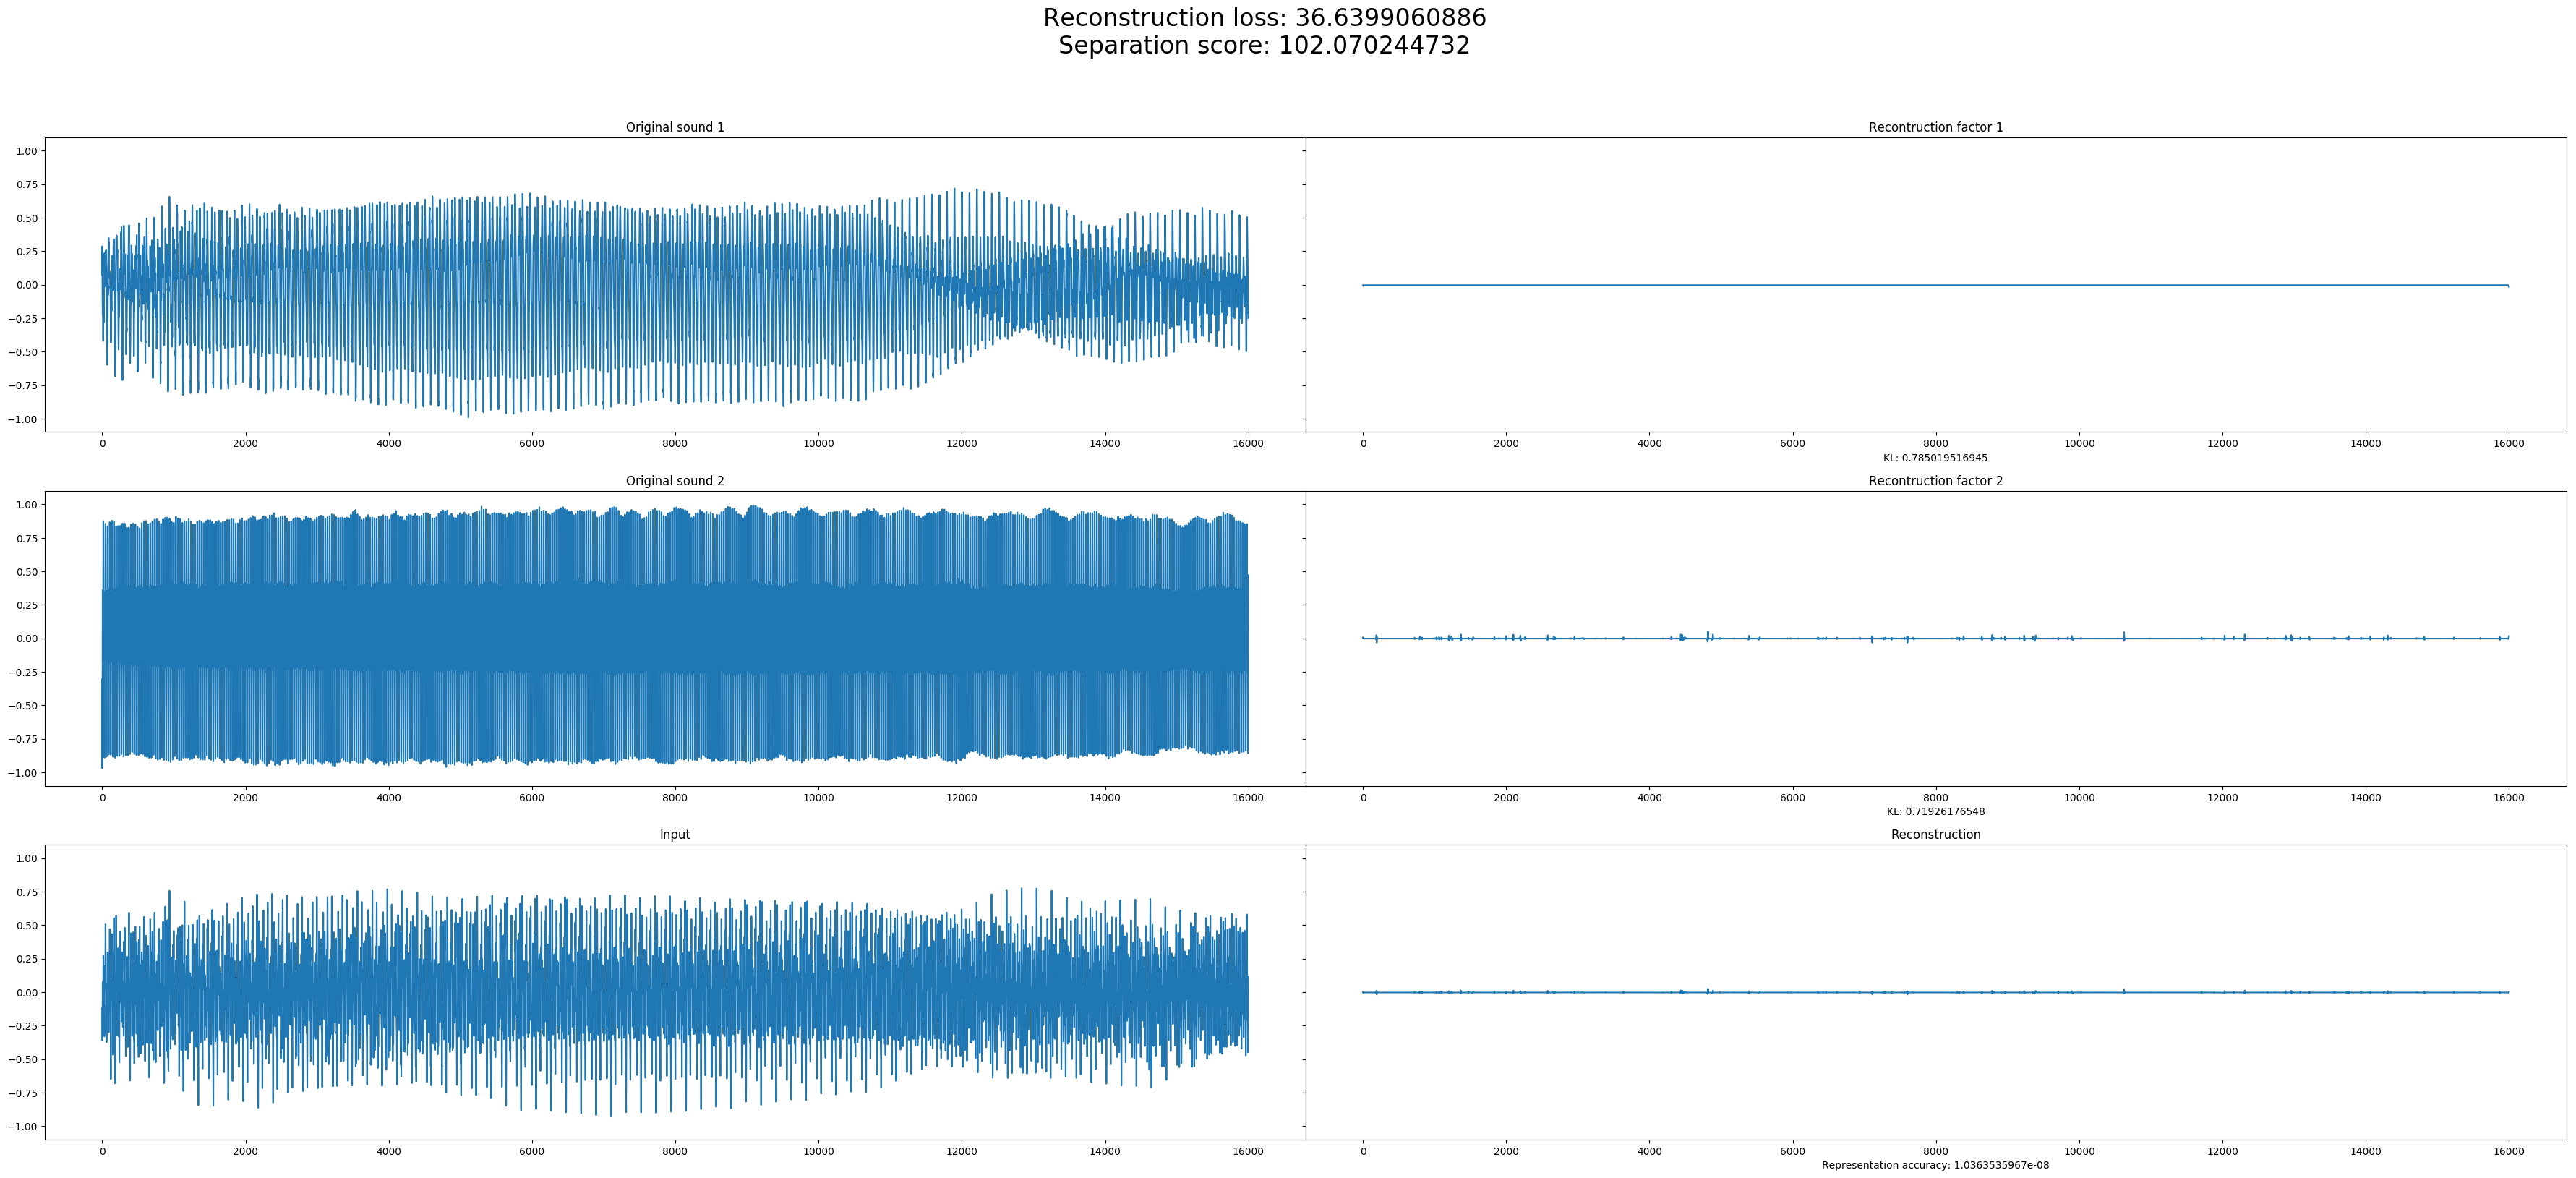 Reconstruction loss: 36.6399060886
Separation score: 102.070244732
Original sound 1
Recontruction factor 1
1.00
0.75
0.50
0.25
0.00
−0.25
−0.50
−0.75
−1.00
0 2000 4000 6000 8000 10000 12000 14000 16000
0 2000 4000 6000 8000 10000 12000 14000 16000
KL: 0.785019516945
Original sound 2
Recontruction factor 2
1.00
0.75
0.50
0.25
0.00
−0.25
−0.50
−0.75
−1.00
0 2000 4000 6000 8000 10000 12000 14000 16000
0 2000 4000 6000 8000 10000 12000 14000 16000
KL: 0.71926176548
Input
Reconstruction
1.00
0.75
0.50
0.25
0.00
−0.25
−0.50
−0.75
−1.00
0 2000 4000 6000 8000 10000 12000 14000 16000
0 2000 4000 6000 8000 10000 12000 14000 16000
Representation accuracy: 1.0363535967e-08